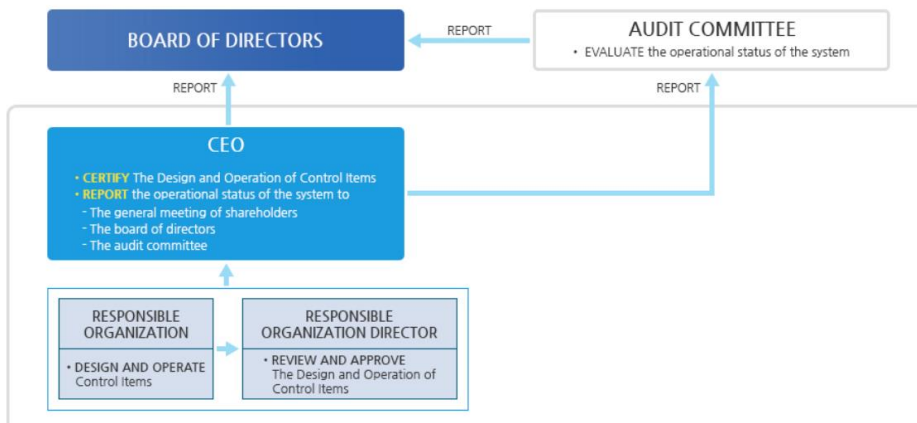 BOARD OF DIRECTORS
REPORT
AUDIT COMMITTEE
• EVALUATE the operational status of the system
REPORT
REPORT
CEO
• CERTIFY The Design and Operation of Control Items
• REPORT the operational status of the system to
- The general meeting of shareholders
- The board of directors
- The audit committee
RESPONSIBLE
ORGANIZATION
• DESIGN AND OPERATE
Control Items
RESPONSIBLE
ORGANIZATION DIRECTOR
• REVIEW AND APPROVE
The Design and Operation of
Control Items